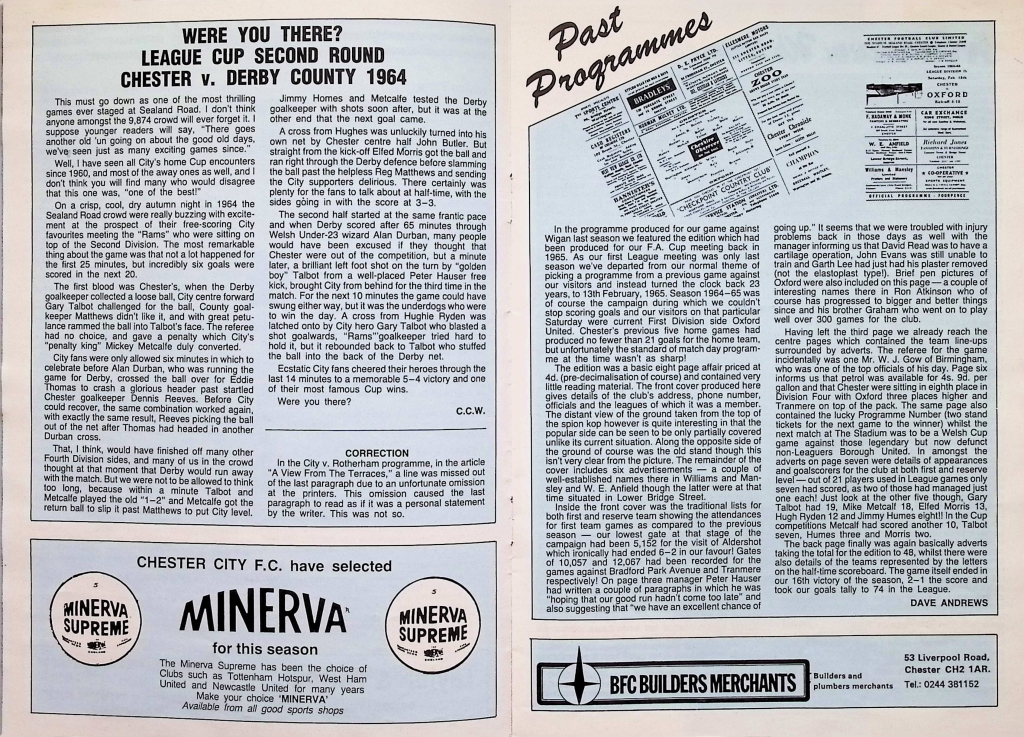 WERE YOU THERE?
LEAGUE CUP SECOND ROUND
CHESTER v. DERBY COUNTY 1964
This must go down as one of the most thrilling
games ever staged at Sealand Road. I don't think
anyone amongst the 9,874 crowd will ever forget it. I
suppose younger readers will say, "There goes
another old 'un going on about the good old days,
we've seen just as many exciting games since."
Well, I have seen all City's home Cup encounters
since 1960, and most of the away ones as well, and I
don't think you will find many who would disagree
that this one was, "one of the best!"
On a crisp, cool, dry autumn night in 1964 the
Sealand Road crowd were really buzzing with excite-
ment at the prospect of their free-scoring City
favourites meeting the "Rams" who were sitting on
top of the Second Division. The most remarkable
thing about the game was that not a lot happened for
the first 25 minutes, but incredibly six goals were
scored in the next 20.
The first blood was Chester's, when the Derby
goalkeeper collected a loose ball, City centre forward
Gary Talbot challenged for the ball, County goal-
keeper Matthews didn't like it, and with great petu-
lance rammed the ball into Talbot's face. The referee
had no choice, and gave a penalty which City's
"penalty king" Mickey Metcalfe duly converted.
City fans were only allowed six minutes in which to
celebrate before Alan Durban, who was running the
game for Derby, crossed the ball over for Eddie
Thomas to crash a glorious header past startled
Chester goalkeeper Dennis Reeves. Before City
could recover, the same combination worked again,
with exactly the same result, Reeves picking the ball
out of the net after Thomas had headed in another
Durban cross.
That, I think, would have finished off many other
Fourth Division sides, and many of us in the crowd
thought at that moment that Derby would run away
with the match. But we were not to be allowed to think
too long, because within a minute Talbot and
Metcalfe played the old "1–2" and Metcalfe got the
return ball to slip it past Matthews to put City level.
Jimmy Homes and Metcalfe tested the Derby
goalkeeper with shots soon after, but it was at the
other end that the next goal came.
A cross from Hughes was unluckily turned into his
own net by Chester centre half John Butler. But
straight from the kick-off Elfed Morris got the ball and
ran right through the Derby defence before slamming
the ball past the helpless Reg Matthews and sending
the City supporters delirious. There certainly was
plenty for the fans to talk about at half-time, with the
sides going in with the score at 3–3.
The second half started at the same frantic pace
and when Derby scored after 65 minutes through
Welsh Under-23 wizard Alan Durban, many people
would have been excused if they thought that
Chester were out of the competition, but a minute
later, a brilliant left foot shot on the turn by "golden
boy" Talbot from a well-placed Peter Hauser free
kick, brought City from behind for the third time in the
match. For the next 10 minutes the game could have
swung either way, but it was the underdogs who were
to win the day. A cross from Hughie Ryden was
latched onto by City hero Gary Talbot who blasted a
shot goalwards, "Rams"goalkeeper tried hard to
hold it, but it rebounded back to Talbot who stuffed
the ball into the back of the Derby net.
Ecstatic City fans cheered their heroes through the
last 14 minutes to a memorable 5–4 victory and one
of their most famous Cup wins.
Were you there?
C.C.W.
CORRECTION
In the City v. Rotherham programme, in the article
"A View From The Terraces," a line was missed out
of the last paragraph due to an unfortunate omission
at the printers. This omission caused the last
paragraph to read as if it was a personal statement
by the writer. This was not so.
CHESTER CITY F.C. have selected
5
MINERVA
SUPREME
MINERVA
for this season
5
MINERVA
SUPREME
The Minerva Supreme has been the choice of
Clubs such as Tottenham Hotspur, West Ham
United and Newcastle United for many years
Make your choice 'MINERVA'
Available from all good sports shops
Past
Programmes
BRADLEYS
D. E. PRYCE LTD.
ELLESMERE MOTORS
200
Chester Chronicle
CHAMPION
CHECKPOINT COUNTRY CLUB
CHESTER FOOTBALL CLUB LIMITED
CHESTER
OXFORD
CAR EXCHANGE
W. E. ANFIELD
Lower Bridge Street,
Richard Jones
Williams & Mansley
CO-OPERATIVE
OFFICIAL PROGRAMME - FOURPENCE
In the programme produced for our game against
Wigan last season we featured the edition which had
been produced for our F.A. Cup meeting back in
1965. As our first League meeting was only last
season we've departed from our normal theme of
picking a programme from a previous game against
our visitors and instead turned the clock back 23
years, to 13th February, 1965. Season 1964–65 was
of course the campaign during which we couldn't
stop scoring goals and our visitors on that particular
Saturday were current First Division side Oxford
United. Chester's previous five home games had
produced no fewer than 21 goals for the home team,
but unfortunately the standard of match day program-
me at the time wasn't as sharp!
The edition was a basic eight page affair priced at
4d. (pre-decimalisation of course) and contained very
little reading material. The front cover produced here
gives details of the club's address, phone number,
officials and the leagues of which it was a member.
The distant view of the ground taken from the top of
the spion kop however is quite interesting in that the
popular side can be seen to be only partially covered
unlike its current situation. Along the opposite side
of the ground of course was the old stand though this
isn't very clear from the picture. The remainder of the
cover includes six advertisements — a couple of
well-established names there in Williams and Man-
sley and W. E. Anfield though the latter were at that
time situated in Lower Bridge Street.
Inside the front cover was the traditional lists for
both first and reserve team showing the attendances
for first team games as compared to the previous
season — our lowest gate at that stage of the
campaign had been 5,152 for the visit of Aldershot
which ironically had ended 6–2 in our favour! Gates
of 10,057 and 12,067 had been recorded for the
games against Bradford Park Avenue and Tranmere
respectively! On page three manager Peter Hauser
had written a couple of paragraphs in which he was
"hoping that our good run hadn't come too late" and
also suggesting that "we have an excellent chance of
going up." It seems that we were troubled with injury
problems back in those days as well with the
manager informing us that David Read was to have a
cartilage operation, John Evans was still unable to
train and Garth Lee had just had his plaster removed
(not the elastoplast type!). Brief pen pictures of
Oxford were also included on this page — a couple of
interesting names there in Ron Atkinson who of
course has progressed to bigger and better things
since and his brother Graham who went on to play
well over 300 games for the club.
Having left the third page we already reach the
centre pages which contained the team line-ups
surrounded by adverts. The referee for the game
incidentally was one Mr. W. J. Gow of Birmingham,
who was one of the top officials of his day. Page six
informs us that petrol was available for 4s. 9d. per
gallon and that Chester were sitting in eighth place in
Division Four with Oxford three places higher and
Tranmere on top of the pack. The same page also
contained the lucky Programme Number (two stand
tickets for the next game to the winner) whilst the
next match at The Stadium was to be a Welsh Cup
game against those legendary but now defunct
non-Leaguers Borough United. In amongst the
adverts on page seven were details of appearances
and goalscorers for the club at both first and reserve
level — out of 21 players used in League games only
seven had scored, as two of those had managed just
one each! Just look at the other five though, Gary
Talbot had 19, Mike Metcalf 18, Elfed Morris 13,
Hugh Ryden 12 and Jimmy Humes eight!! In the Cup
competitions Metcalf had scored another 10, Talbot
seven, Humes three and Morris two.
The back page finally was again basically adverts
taking the total for the edition to 48, whilst there were
also details of the teams represented by the letters
on the half-time scoreboard. The game itself ended in
our 16th victory of the season, 2–1 the score and
took our goals tally to 74 in the League.
DAVE ANDREWS
BFC BUILDERS MERCHANTS
Builders and
plumbers merchants
53 Liverpool Road,
Chester CH2 1AR.
Tel.: 0244 381152